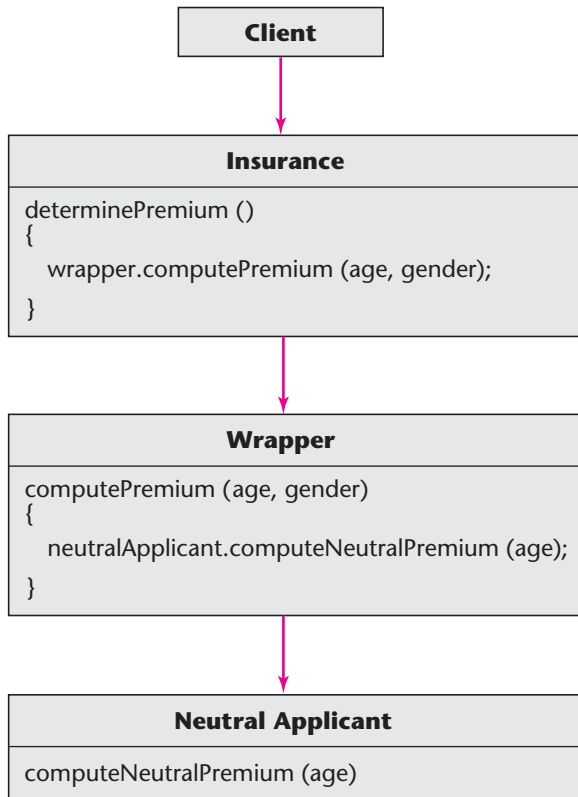 Client
Insurance
determinePremium ()
{
wrapper.computePremium (age, gender);
}
Wrapper
computePremium (age, gender)
{
neutralApplicant.computeNeutralPremium (age);
}
Neutral Applicant
computeNeutralPremium (age)